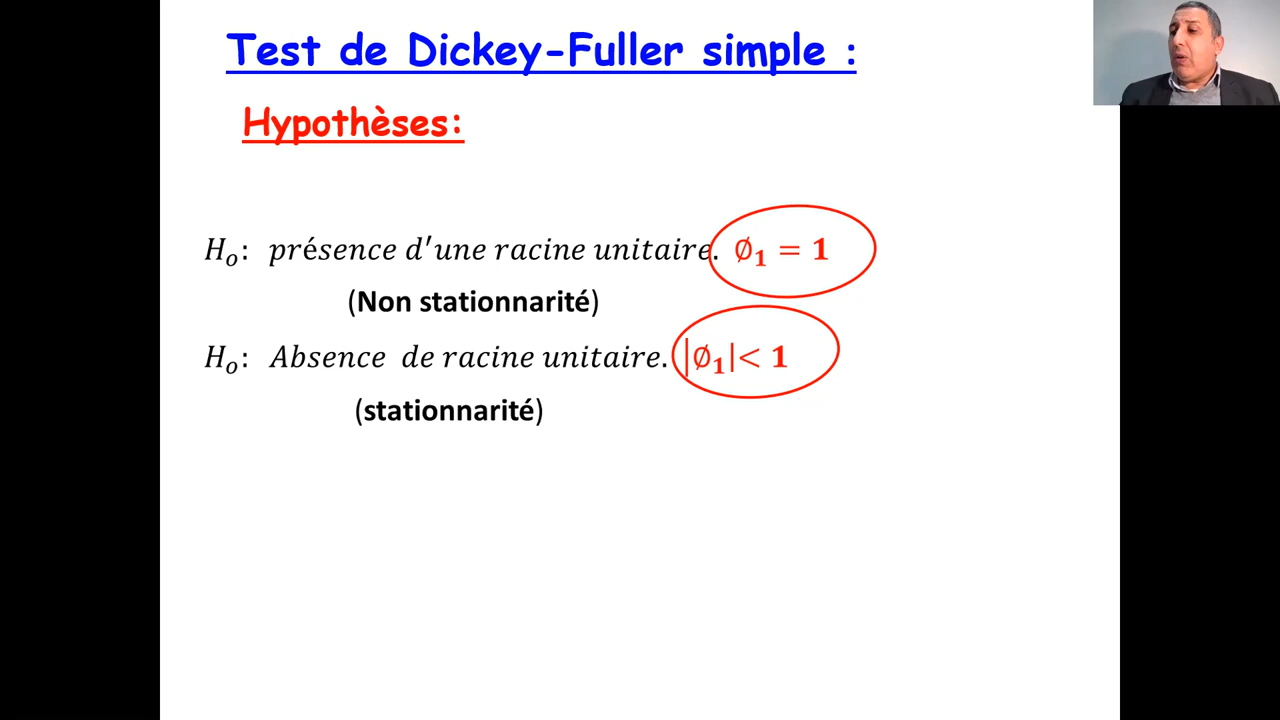 Test de Dickey-Fuller simple :
Hypothèses:
Hₒ: présence d'une racine unitaire. ∅₁ = 1
(Non stationnarité)
Hₒ: Absence de racine unitaire. |∅₁| < 1
(stationnarité)